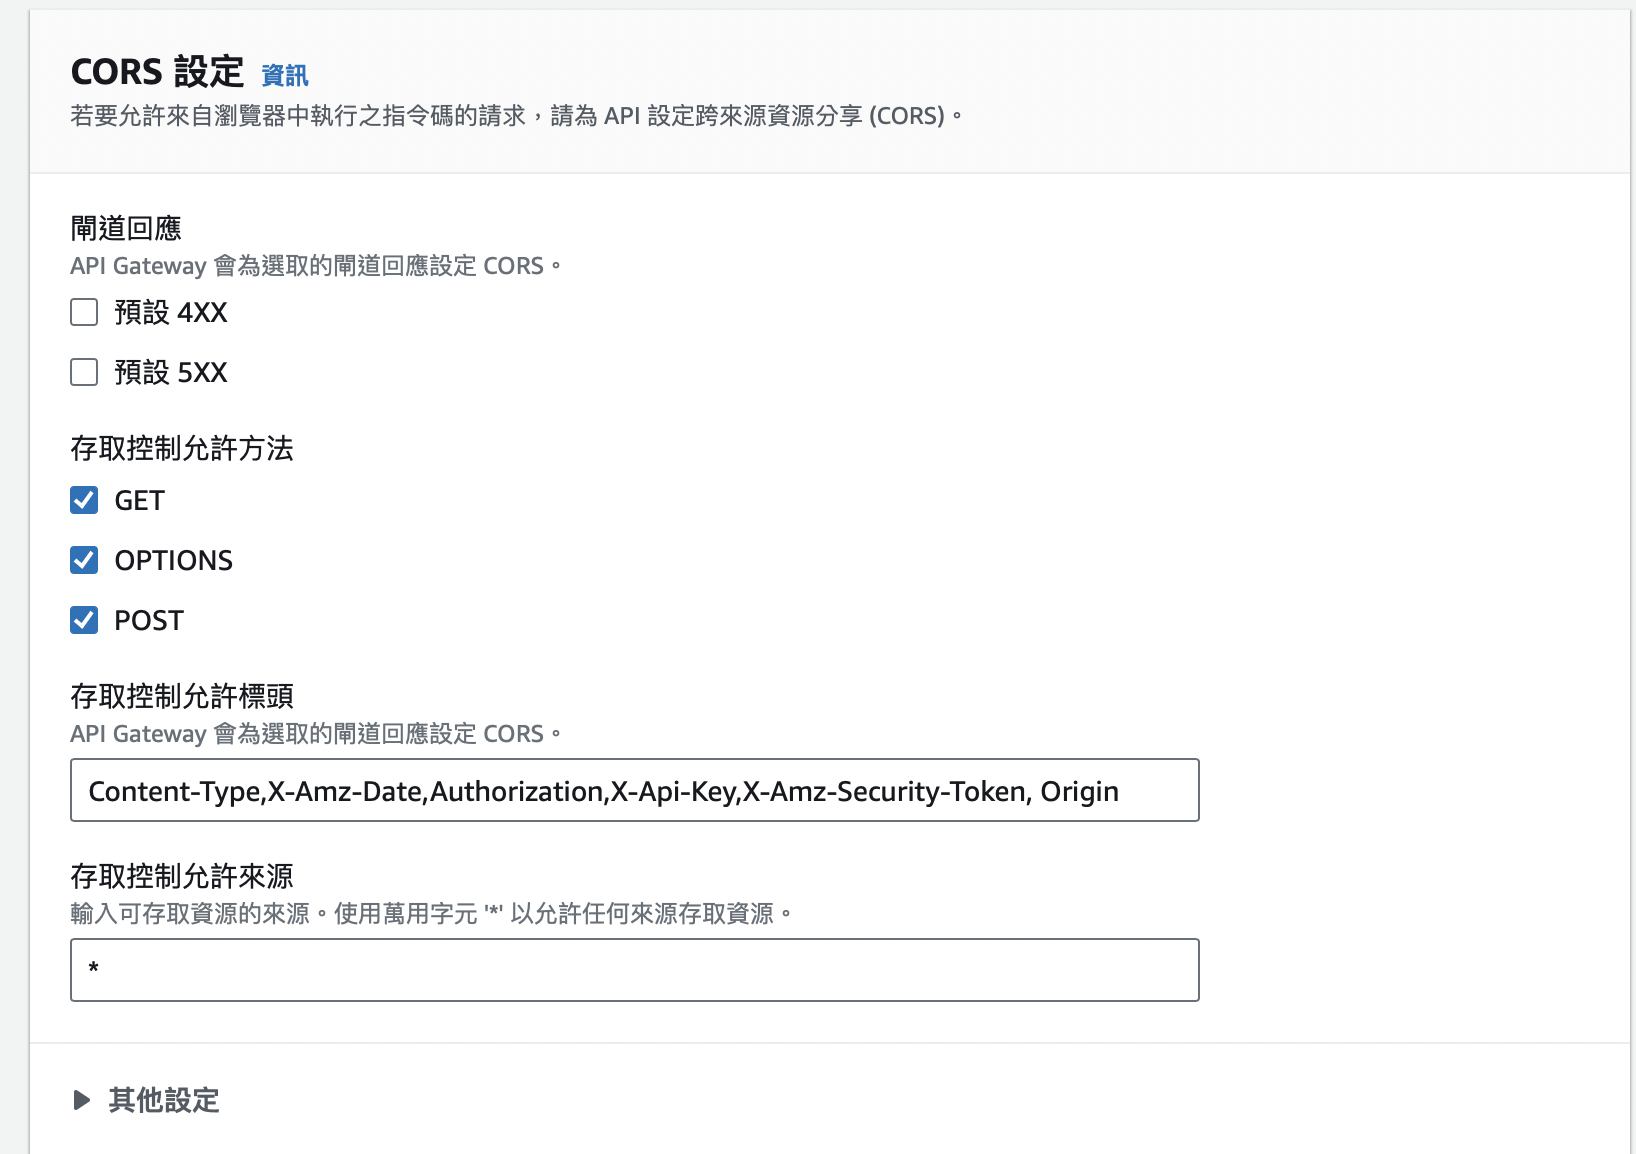 CORS 設定 資訊
若要允許來自瀏覽器中執行之指令碼的請求，請為 API 設定跨來源資源分享 (CORS)。
閘道回應
API Gateway 會為選取的閘道回應設定 CORS。
預設 4XX
預設 5XX
存取控制允許方法
GET
OPTIONS
POST
存取控制允許標頭
API Gateway 會為選取的閘道回應設定 CORS。
Content-Type,X-Amz-Date,Authorization,X-Api-Key,X-Amz-Security-Token, Origin
存取控制允許來源
輸入可存取資源的來源。使用萬用字元 '*' 以允許任何來源存取資源。
*
其他設定